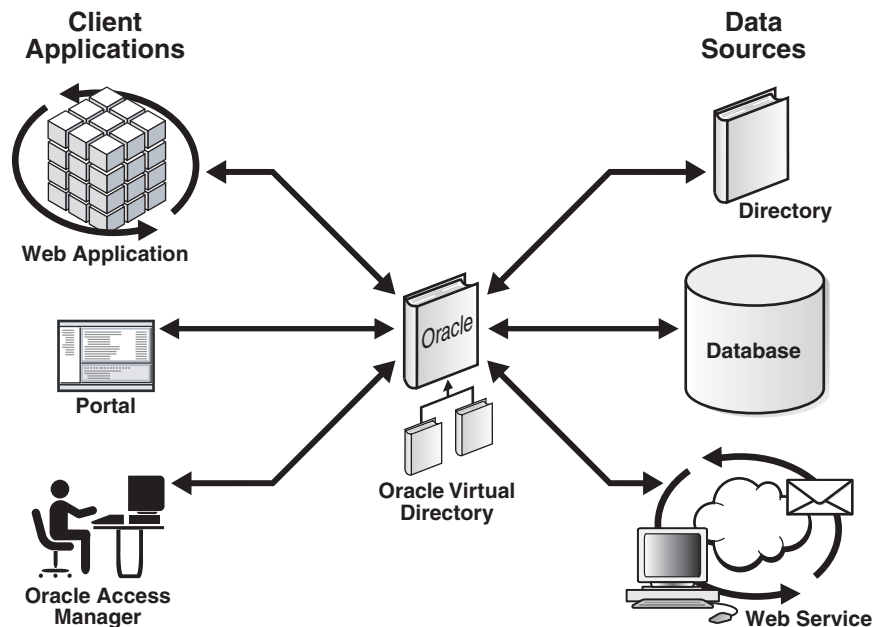 Client
Applications
Data
Sources
Web Application
Directory
Oracle
Database
Portal
Oracle Virtual
Directory
Oracle Access
Manager
Web Service